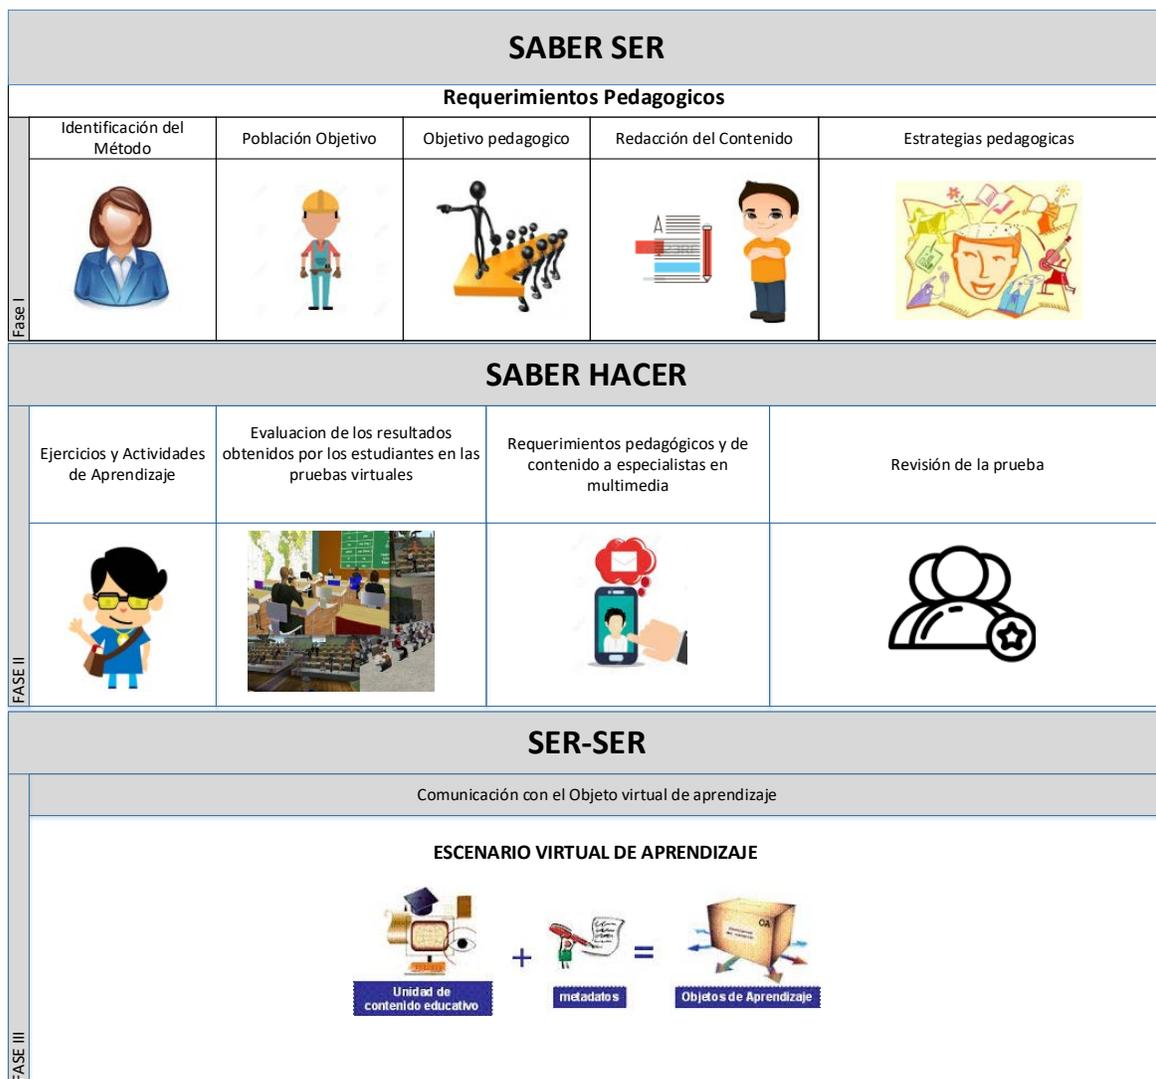 SABER SER
Requerimientos Pedagogicos
Identificación del
Método
Población Objetivo
Objetivo pedagogico
Redacción del Contenido
Estrategias pedagogicas
A
Fase I
SABER HACER
Ejercicios y Actividades
de Aprendizaje
Evaluacion de los resultados
obtenidos por los estudiantes en las
pruebas virtuales
Requerimientos pedagógicos y de
contenido a especialistas en
multimedia
Revisión de la prueba
FASE II
SER-SER
Comunicación con el Objeto virtual de aprendizaje
ESCENARIO VIRTUAL DE APRENDIZAJE
OA
+
=
Unidad de
contenido educativo
metadatos
Objetos de Aprendizaje
FASE III